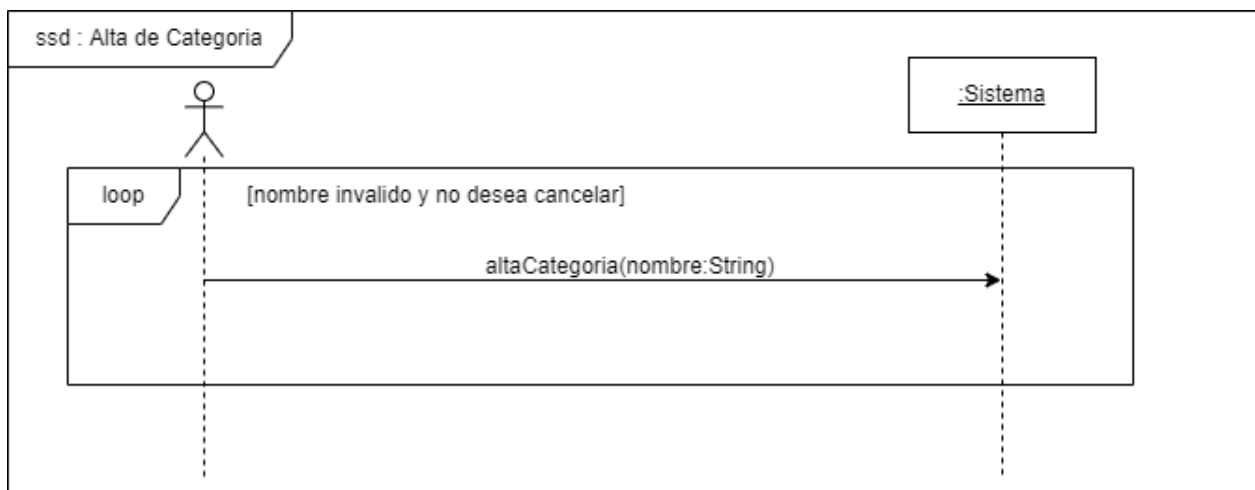 ssd : Alta de Categoria
:Sistema
loop
[nombre invalido y no desea cancelar]
altaCategoria(nombre:String)